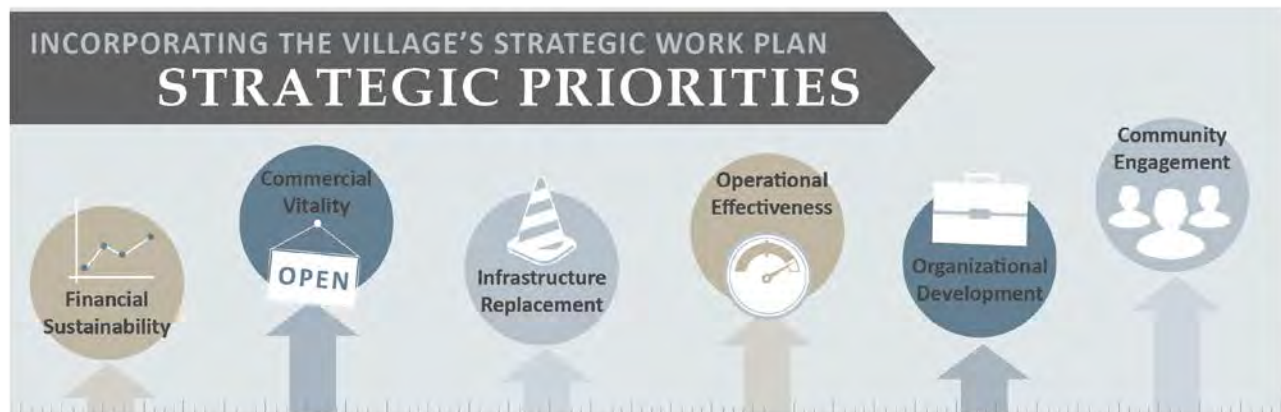 INCORPORATING THE VILLAGE'S STRATEGIC WORK PLAN
STRATEGIC PRIORITIES
Financial
Sustainability
Commercial
Vitality
OPEN
Infrastructure
Replacement
Operational
Effectiveness
Organizational
Development
Community
Engagement